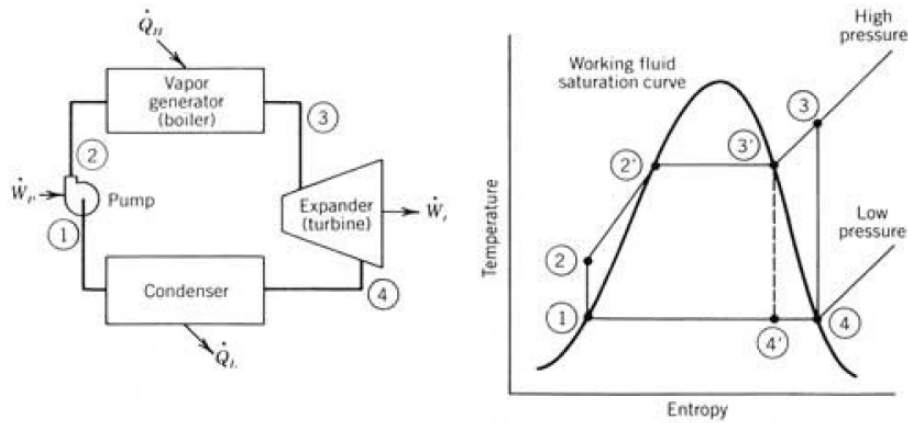 Q̇H
Vapor
generator
(boiler)
3
2
ẆP
Pump
1
Expander
(turbine)
Ẇt
4
Condenser
Q̇L
High
pressure
Working fluid
saturation curve
3
3'
2'
Low
pressure
2
1
4'
4
Temperature
Entropy